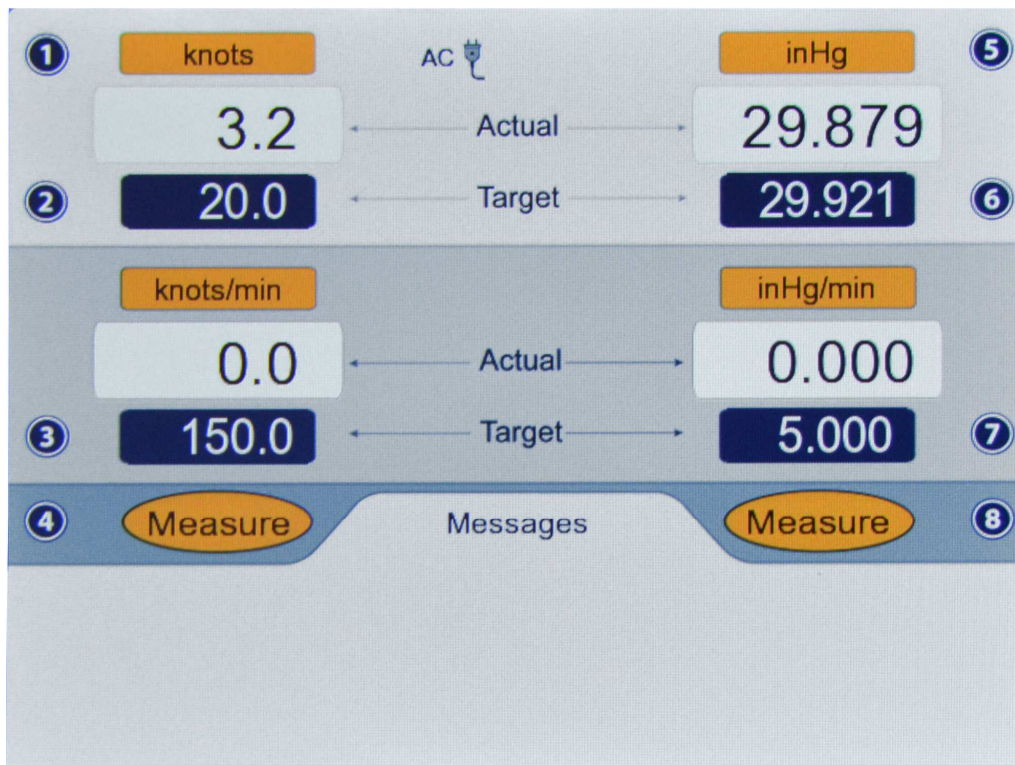 1 knots AC inHg 5
3.2 Actual 29.879
2 20.0 Target 29.921 6
knots/min inHg/min
0.0 Actual 0.000
3 150.0 Target 5.000 7
4 Measure Messages Measure 8